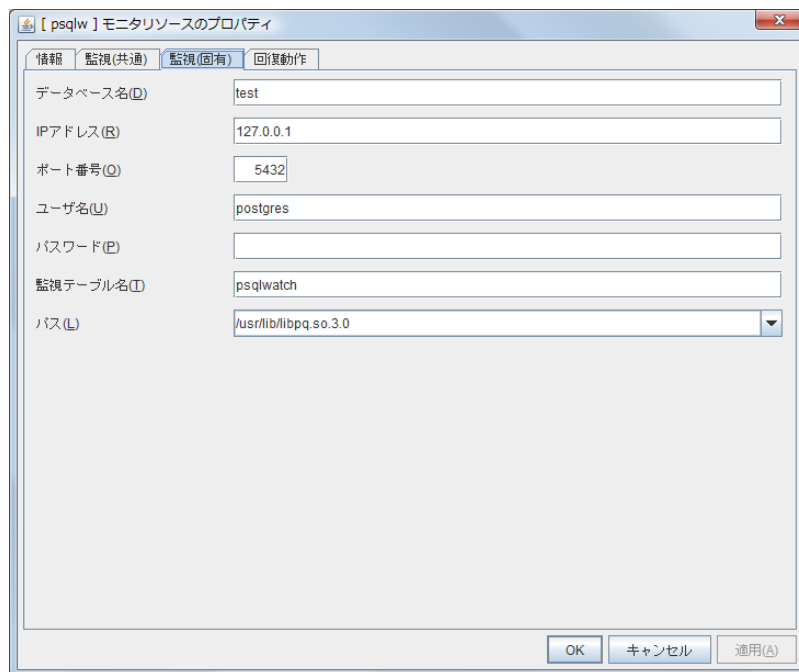 [ psqlw ] モニタリソースのプロパティ
情報 監視(共通) 監視(固有) 回復動作
データベース名(D) test
IPアドレス(R) 127.0.0.1
ポート番号(O) 5432
ユーザ名(U) postgres
パスワード(P)
監視テーブル名(T) psqlwatch
パス(L) /usr/lib/libpq.so.3.0
OK キャンセル 適用(A)